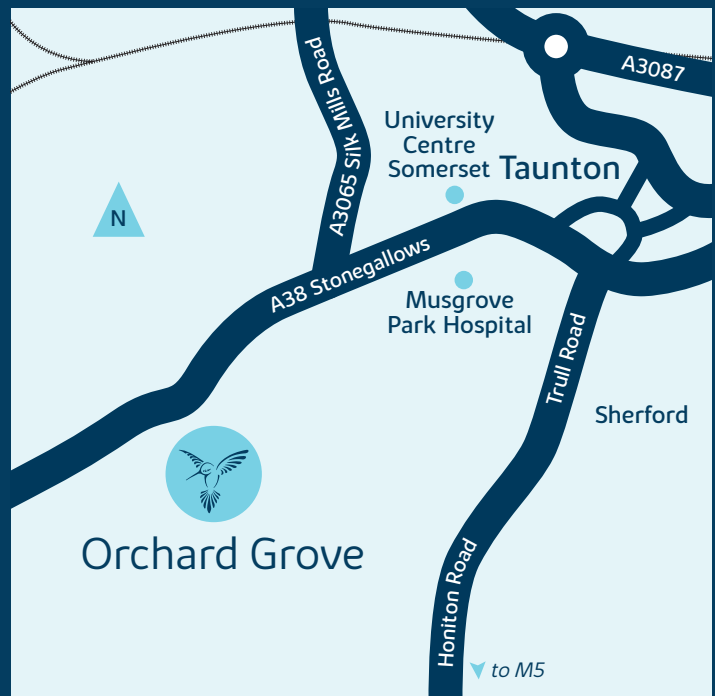 A3087
A3065 Silk Mills Road
University
Centre
Somerset
Taunton
N
A38 Stonegallows
Musgrove
Park Hospital
Trull Road
Sherford
Orchard Grove
Honiton Road
to M5